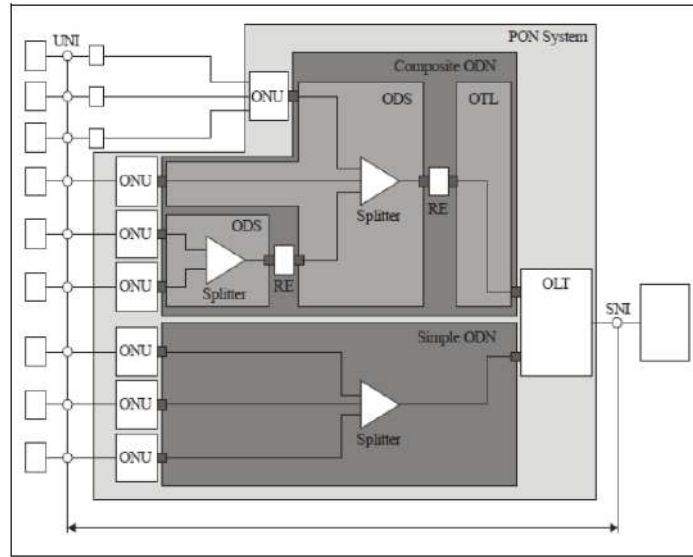 UNI
PON System
Composite ODN
ODS
OTL
ONU
ONU
Splitter
RE
ONU
ODS
Splitter
RE
ONU
OLT
SNI
Simple ODN
ONU
ONU
Splitter
ONU